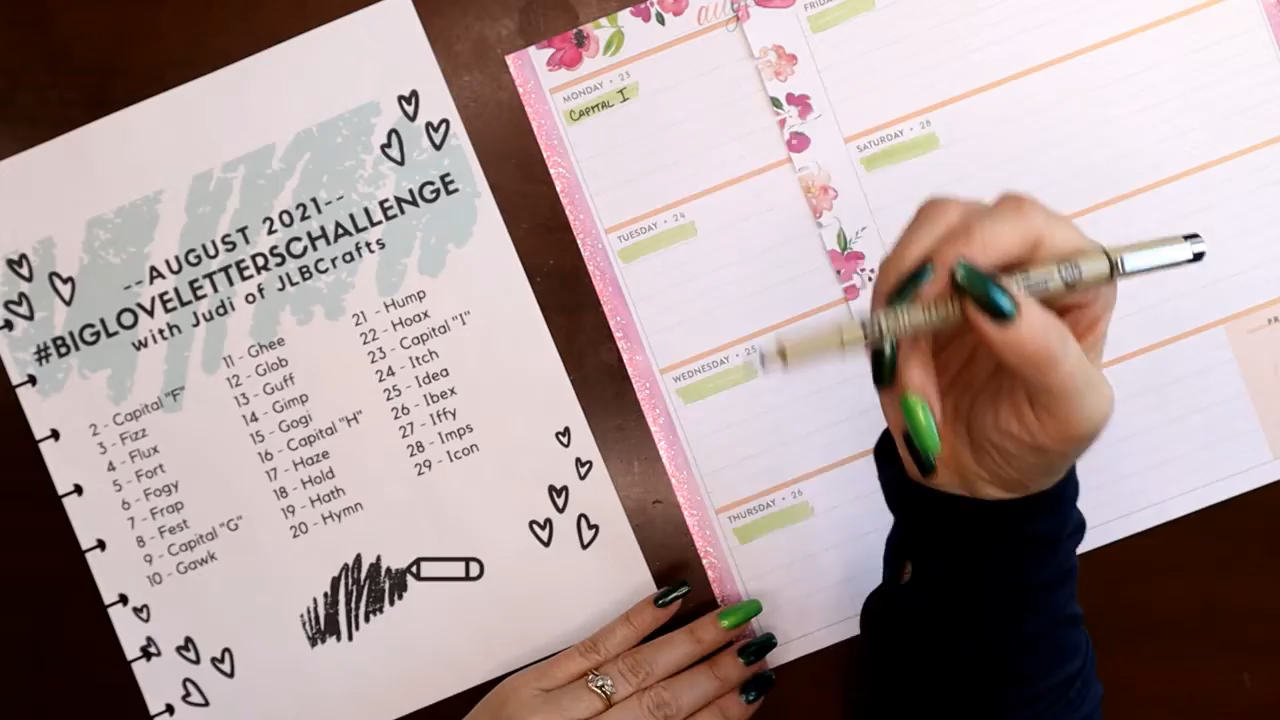 --AUGUST 2021--
#BIGLOVELETTERSCHALLENGE
with Judi of JLBCrafts
2 - Capital "F"
3 - Fizz
4 - Flux
5 - Fort
6 - Fogy
7 - Frap
8 - Fest
9 - Capital "G"
10 - Gawk
11 - Ghee
12 - Glob
13 - Guff
14 - Gimp
15 - Gogi
16 - Capital "H"
17 - Haze
18 - Hold
19 - Hath
20 - Hymn
21 - Hump
22 - Hoax
23 - Capital "I"
24 - Itch
25 - Idea
26 - Ibex
27 - Iffy
28 - Imps
29 - Icon
MONDAY • 23
CAPITAL I
TUESDAY • 24
WEDNESDAY • 25
THURSDAY • 26
SATURDAY • 28